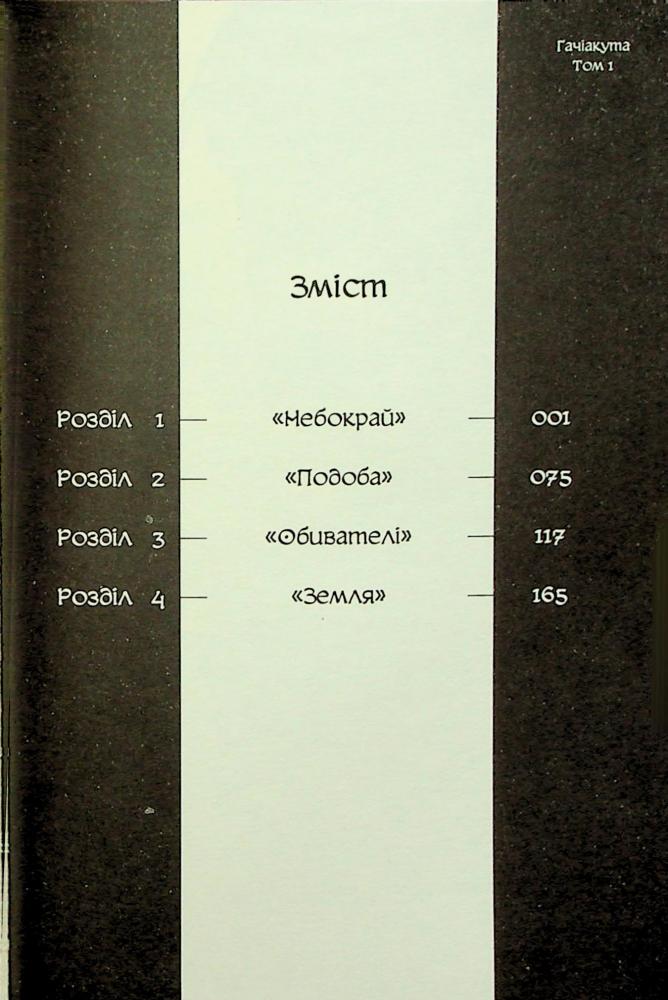 Гачіакута
Том 1
Зміст
Розділ 1 — «Небокрай» — 001
Розділ 2 — «Подоба» — 075
Розділ 3 — «Обивателі» — 117
Розділ 4 — «Земля» — 165